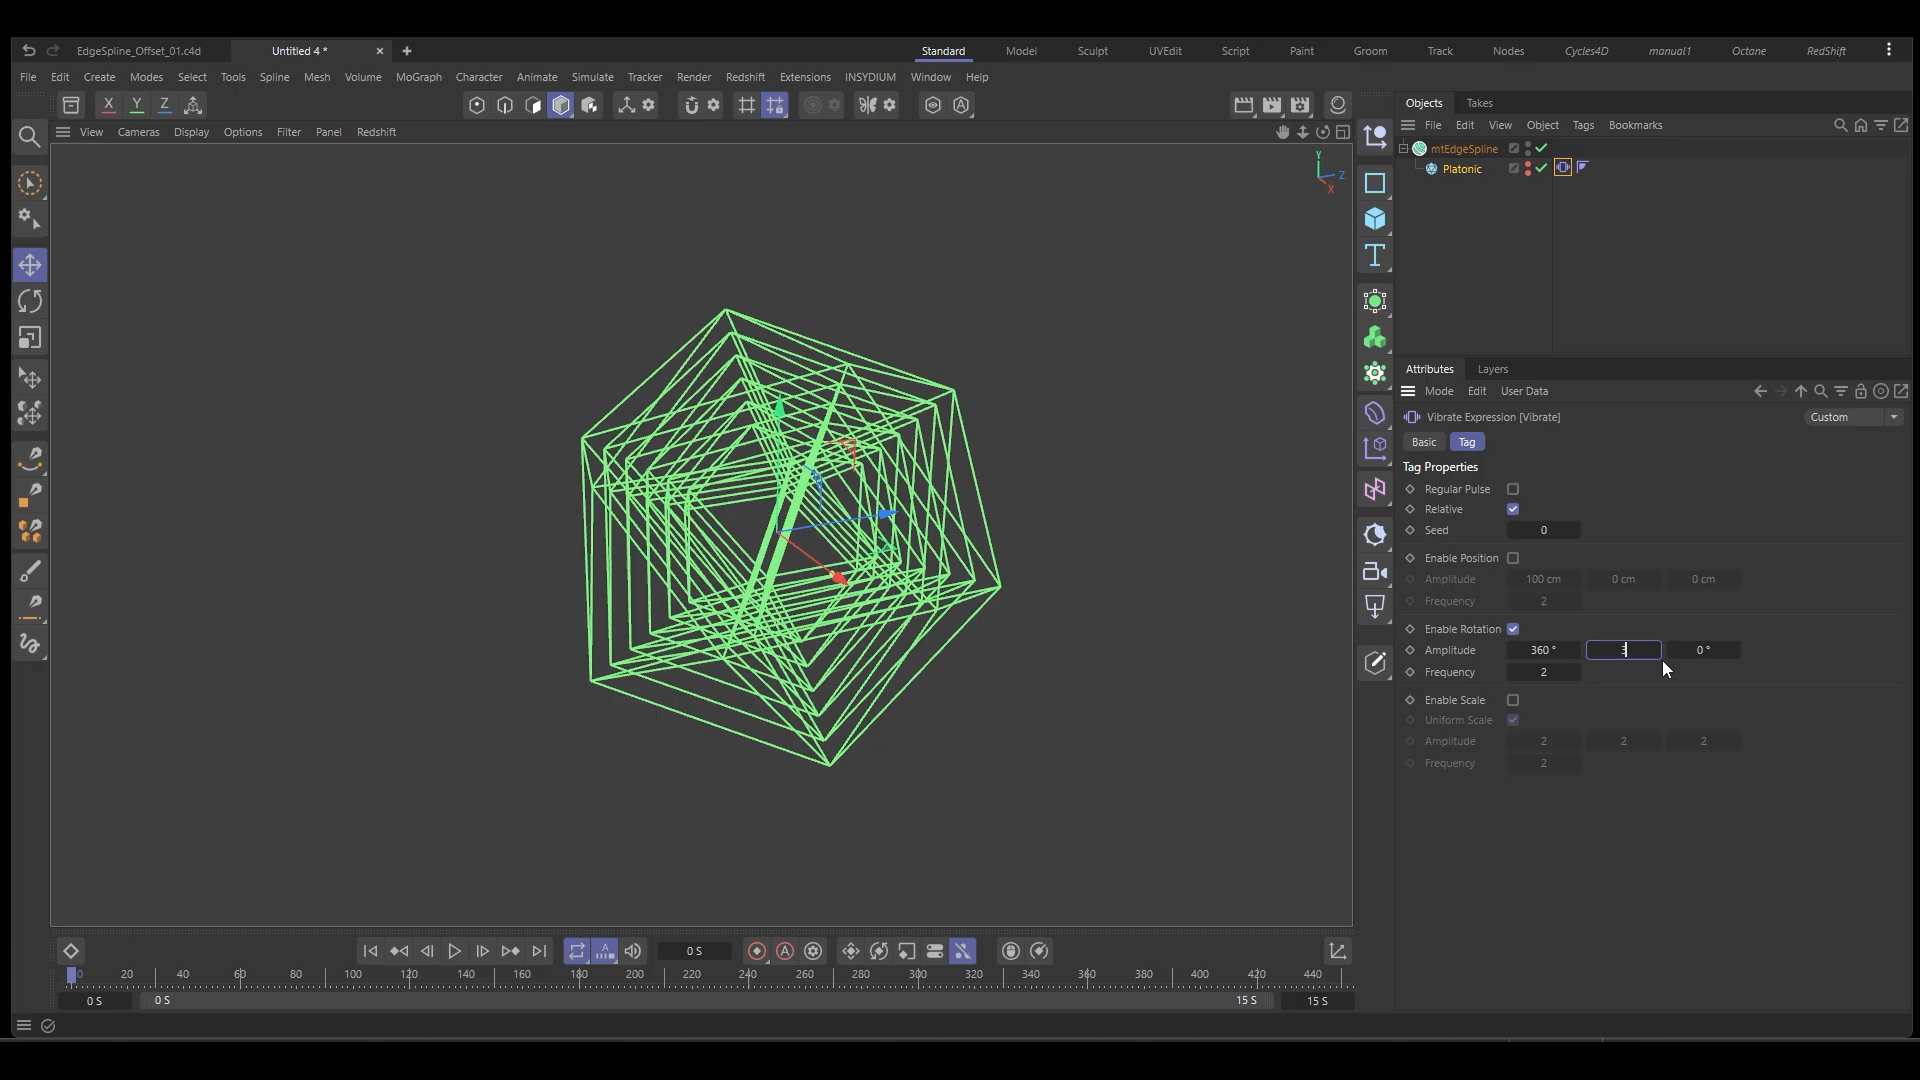 EdgeSpline_Offset_01.c4d
Untitled 4 *
Standard
Model
Sculpt
UVEdit
Script
Paint
Groom
Track
Nodes
Cycles4D
manual1
Octane
RedShift
File Edit Create Modes Select Tools Spline Mesh Volume MoGraph Character Animate Simulate Tracker Render Redshift Extensions INSYDIUM Window Help
X Y Z
View Cameras Display Options Filter Panel Redshift
Y
Z
X
Objects Takes
File Edit View Object Tags Bookmarks
mtEdgeSpline
Platonic
Attributes Layers
Mode Edit User Data
Vibrate Expression [Vibrate]
Custom
Basic Tag
Tag Properties
Regular Pulse
Relative
Seed 0
Enable Position
Amplitude 100 cm 0 cm 0 cm
Frequency 2
Enable Rotation
Amplitude 360 ° 3 0 °
Frequency 2
Enable Scale
Uniform Scale
Amplitude 2 2 2
Frequency 2
0 S
0 20 40 60 80 100 120 140 160 180 200 220 240 260 280 300 320 340 360 380 400 420 440
0 S 0 S 15 S 15 S